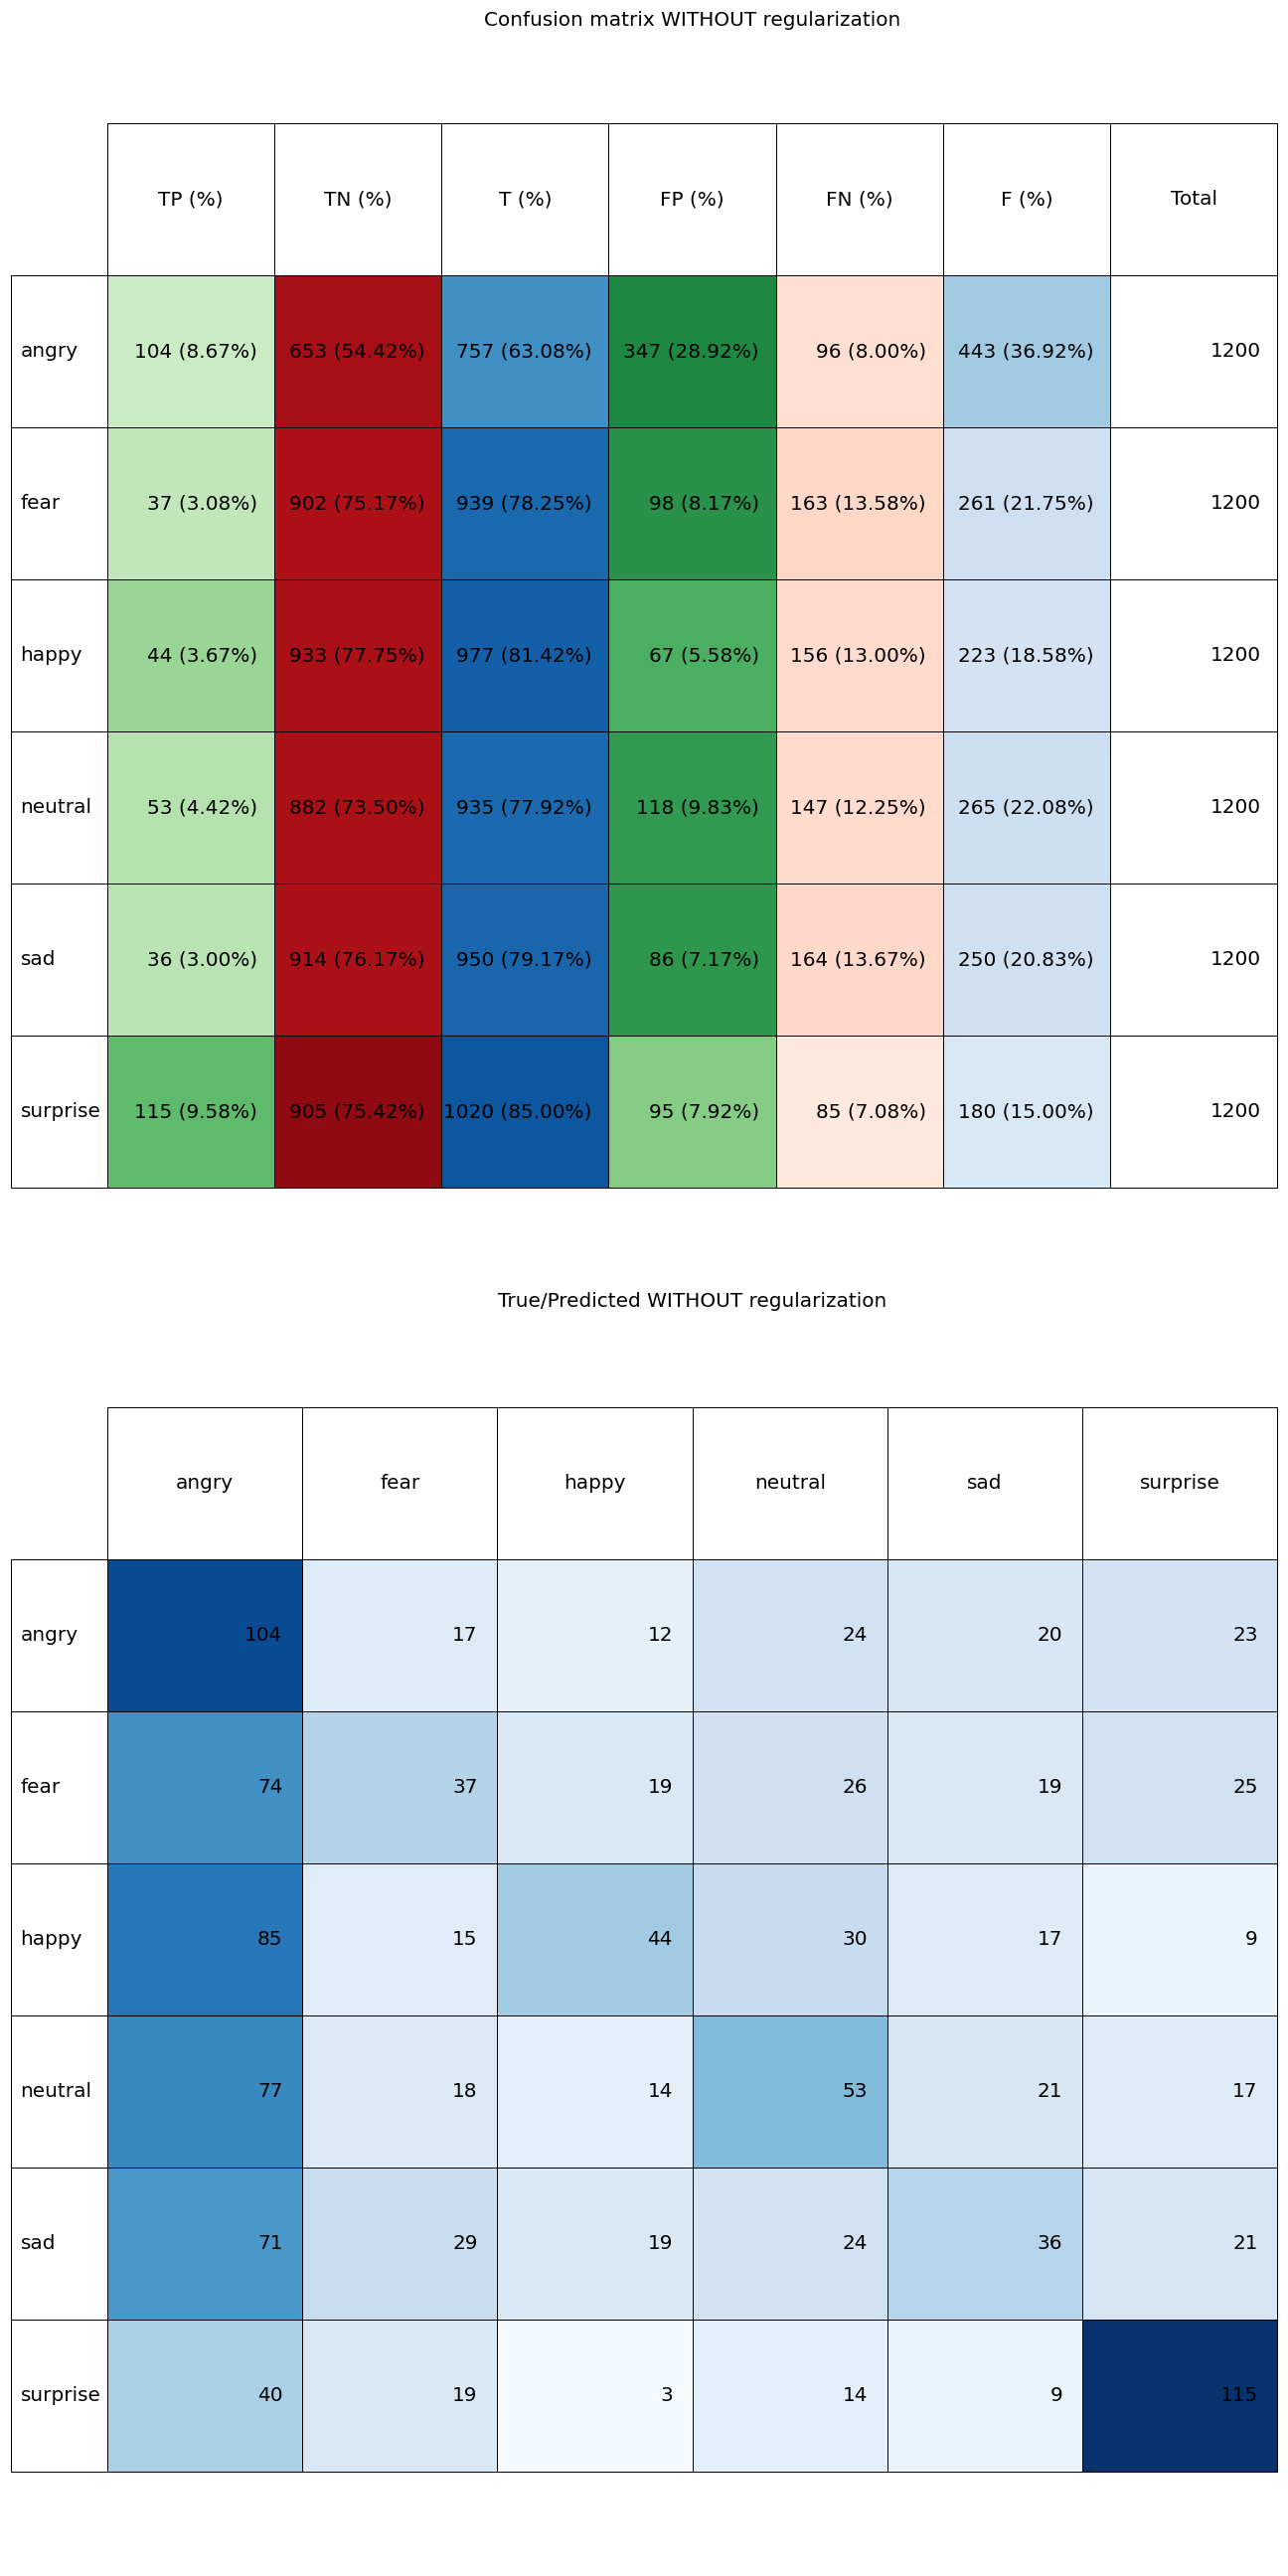 Confusion matrix WITHOUT regularization
TP (%) TN (%) T (%) FP (%) FN (%) F (%) Total
angry 104 (8.67%) 653 (54.42%) 757 (63.08%) 347 (28.92%) 96 (8.00%) 443 (36.92%) 1200
fear 37 (3.08%) 902 (75.17%) 939 (78.25%) 98 (8.17%) 163 (13.58%) 261 (21.75%) 1200
happy 44 (3.67%) 933 (77.75%) 977 (81.42%) 67 (5.58%) 156 (13.00%) 223 (18.58%) 1200
neutral 53 (4.42%) 882 (73.50%) 935 (77.92%) 118 (9.83%) 147 (12.25%) 265 (22.08%) 1200
sad 36 (3.00%) 914 (76.17%) 950 (79.17%) 86 (7.17%) 164 (13.67%) 250 (20.83%) 1200
surprise 115 (9.58%) 905 (75.42%) 1020 (85.00%) 95 (7.92%) 85 (7.08%) 180 (15.00%) 1200
True/Predicted WITHOUT regularization
angry fear happy neutral sad surprise
angry 104 17 12 24 20 23
fear 74 37 19 26 19 25
happy 85 15 44 30 17 9
neutral 77 18 14 53 21 17
sad 71 29 19 24 36 21
surprise 40 19 3 14 9 115